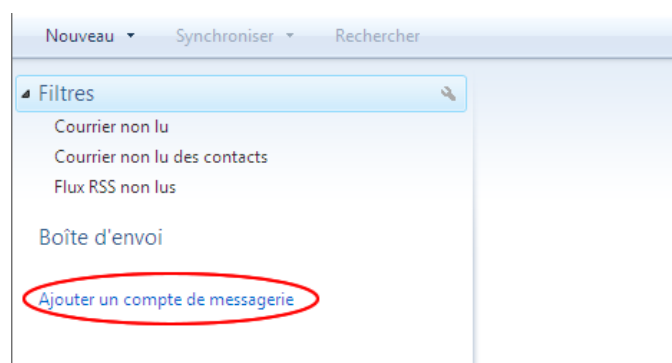 Nouveau Synchroniser Rechercher
Filtres
Courrier non lu
Courrier non lu des contacts
Flux RSS non lus
Boîte d'envoi
Ajouter un compte de messagerie